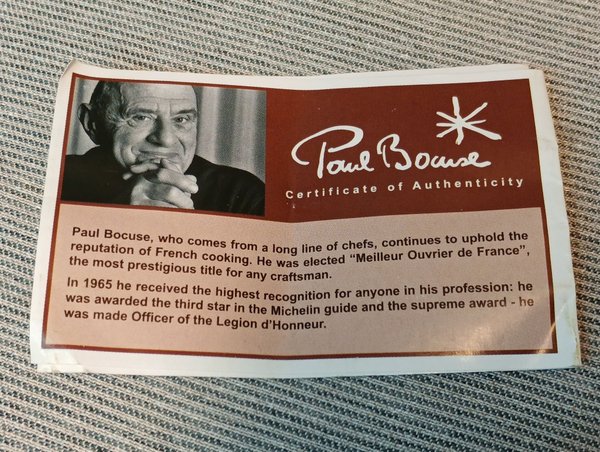 Paul Bocuse
Certificate of Authenticity
Paul Bocuse, who comes from a long line of chefs, continues to uphold the
reputation of French cooking. He was elected “Meilleur Ouvrier de France”,
the most prestigious title for any craftsman.
In 1965 he received the highest recognition for anyone in his profession: he
was awarded the third star in the Michelin guide and the supreme award - he
was made Officer of the Legion d’Honneur.